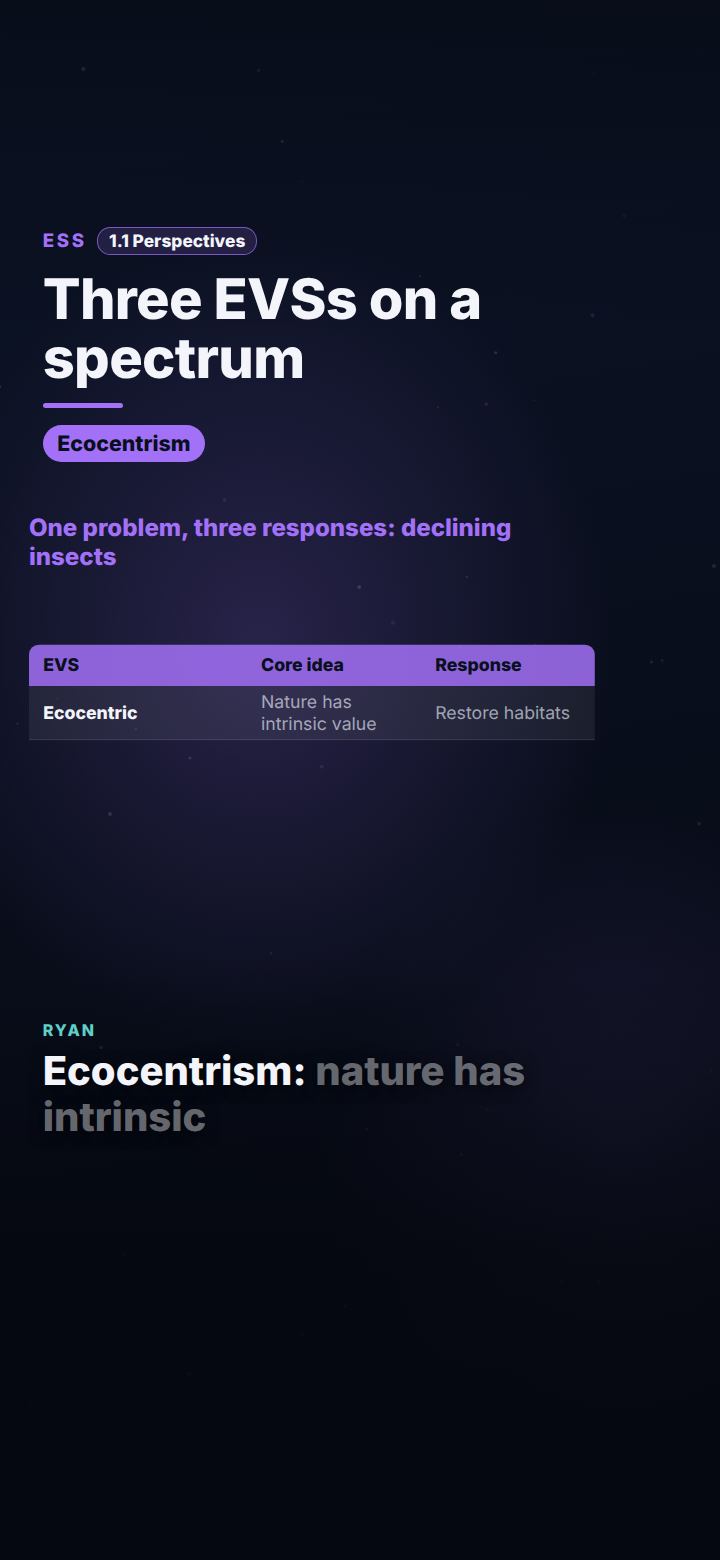 ESS 1.1 Perspectives
Three EVSs on a
spectrum
Ecocentrism
One problem, three responses: declining
insects
EVS Core idea Response
Ecocentric Nature has intrinsic value Restore habitats
RYAN
Ecocentrism: nature has
intrinsic